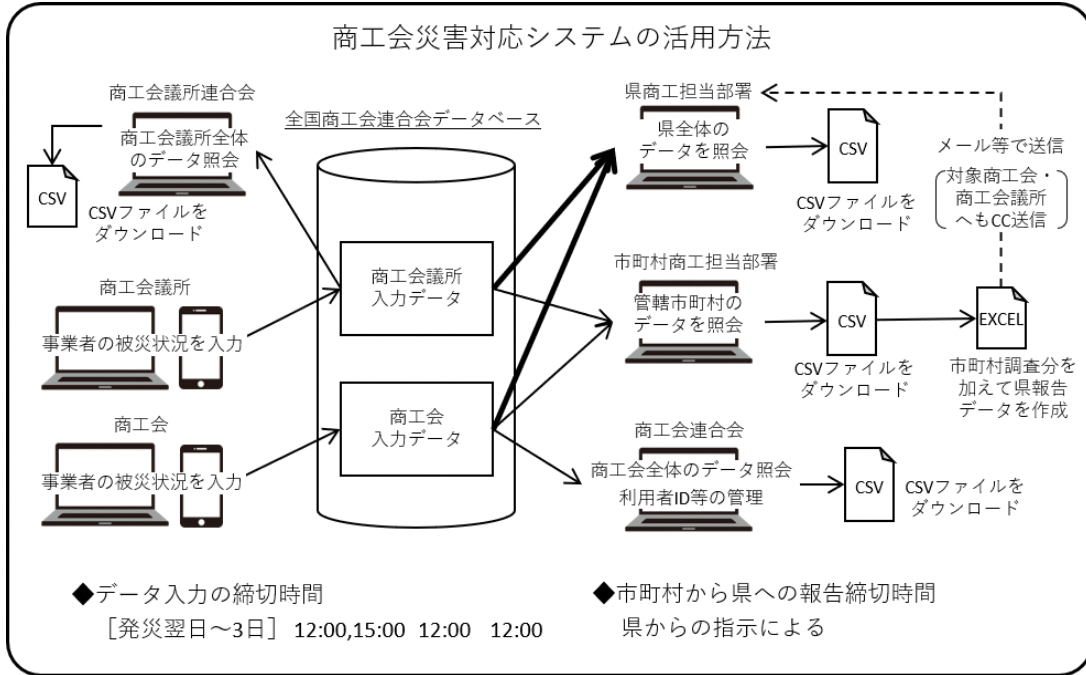 商工会災害対応システムの活用方法
商工会議所連合会
商工会議所全体
のデータ照会
CSV
CSVファイルを
ダウンロード
商工会議所
事業者の被災状況を入力
商工会
事業者の被災状況を入力
全国商工会連合会データベース
商工会議所
入力データ
商工会
入力データ
県商工担当部署
県全体の
データを照会
CSV
CSVファイルを
ダウンロード
メール等で送信
対象商工会・
商工会議所
へもCC送信
市町村商工担当部署
管轄市町村の
データを照会
CSV
CSVファイルを
ダウンロード
EXCEL
市町村調査分を
加えて県報告
データを作成
商工会連合会
商工会全体のデータ照会
利用者ID等の管理
CSV
CSVファイルを
ダウンロード
◆データ入力の締切時間
［発災翌日～3日］ 12:00,15:00 12:00 12:00
◆市町村から県への報告締切時間
県からの指示による